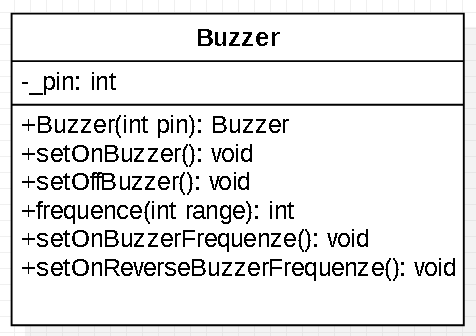 Buzzer
-_pin: int
+Buzzer(int pin): Buzzer
+setOnBuzzer(): void
+setOffBuzzer(): void
+frequence(int range): int
+setOnBuzzerFrequenze(): void
+setOnReverseBuzzerFrequenze(): void